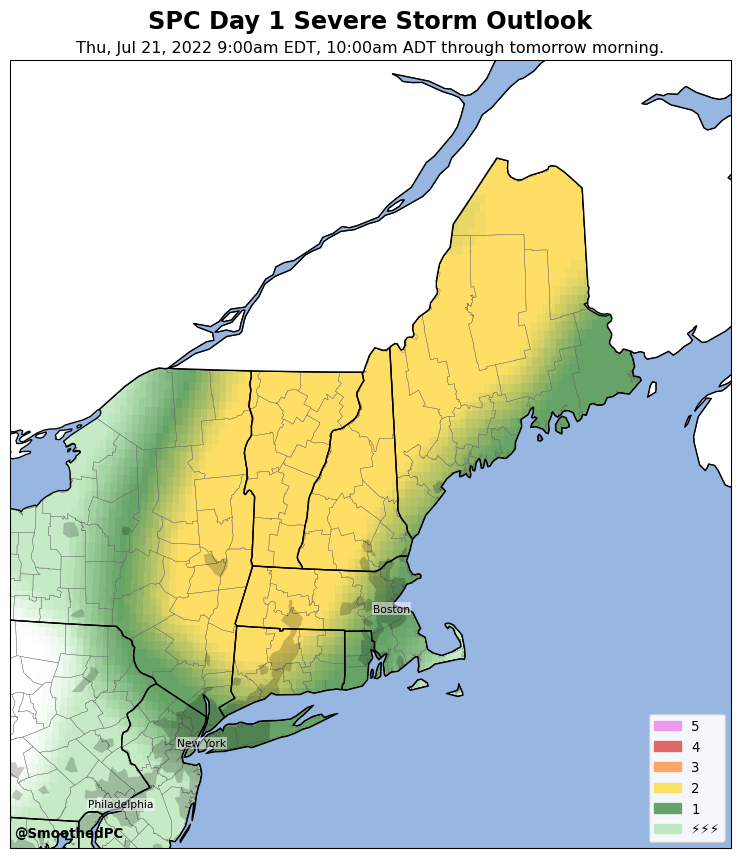 SPC Day 1 Severe Storm Outlook
Thu, Jul 21, 2022 9:00am EDT, 10:00am ADT through tomorrow morning.
Boston
New York
Philadelphia
@SmoothedPC
5
4
3
2
1
⚡⚡⚡